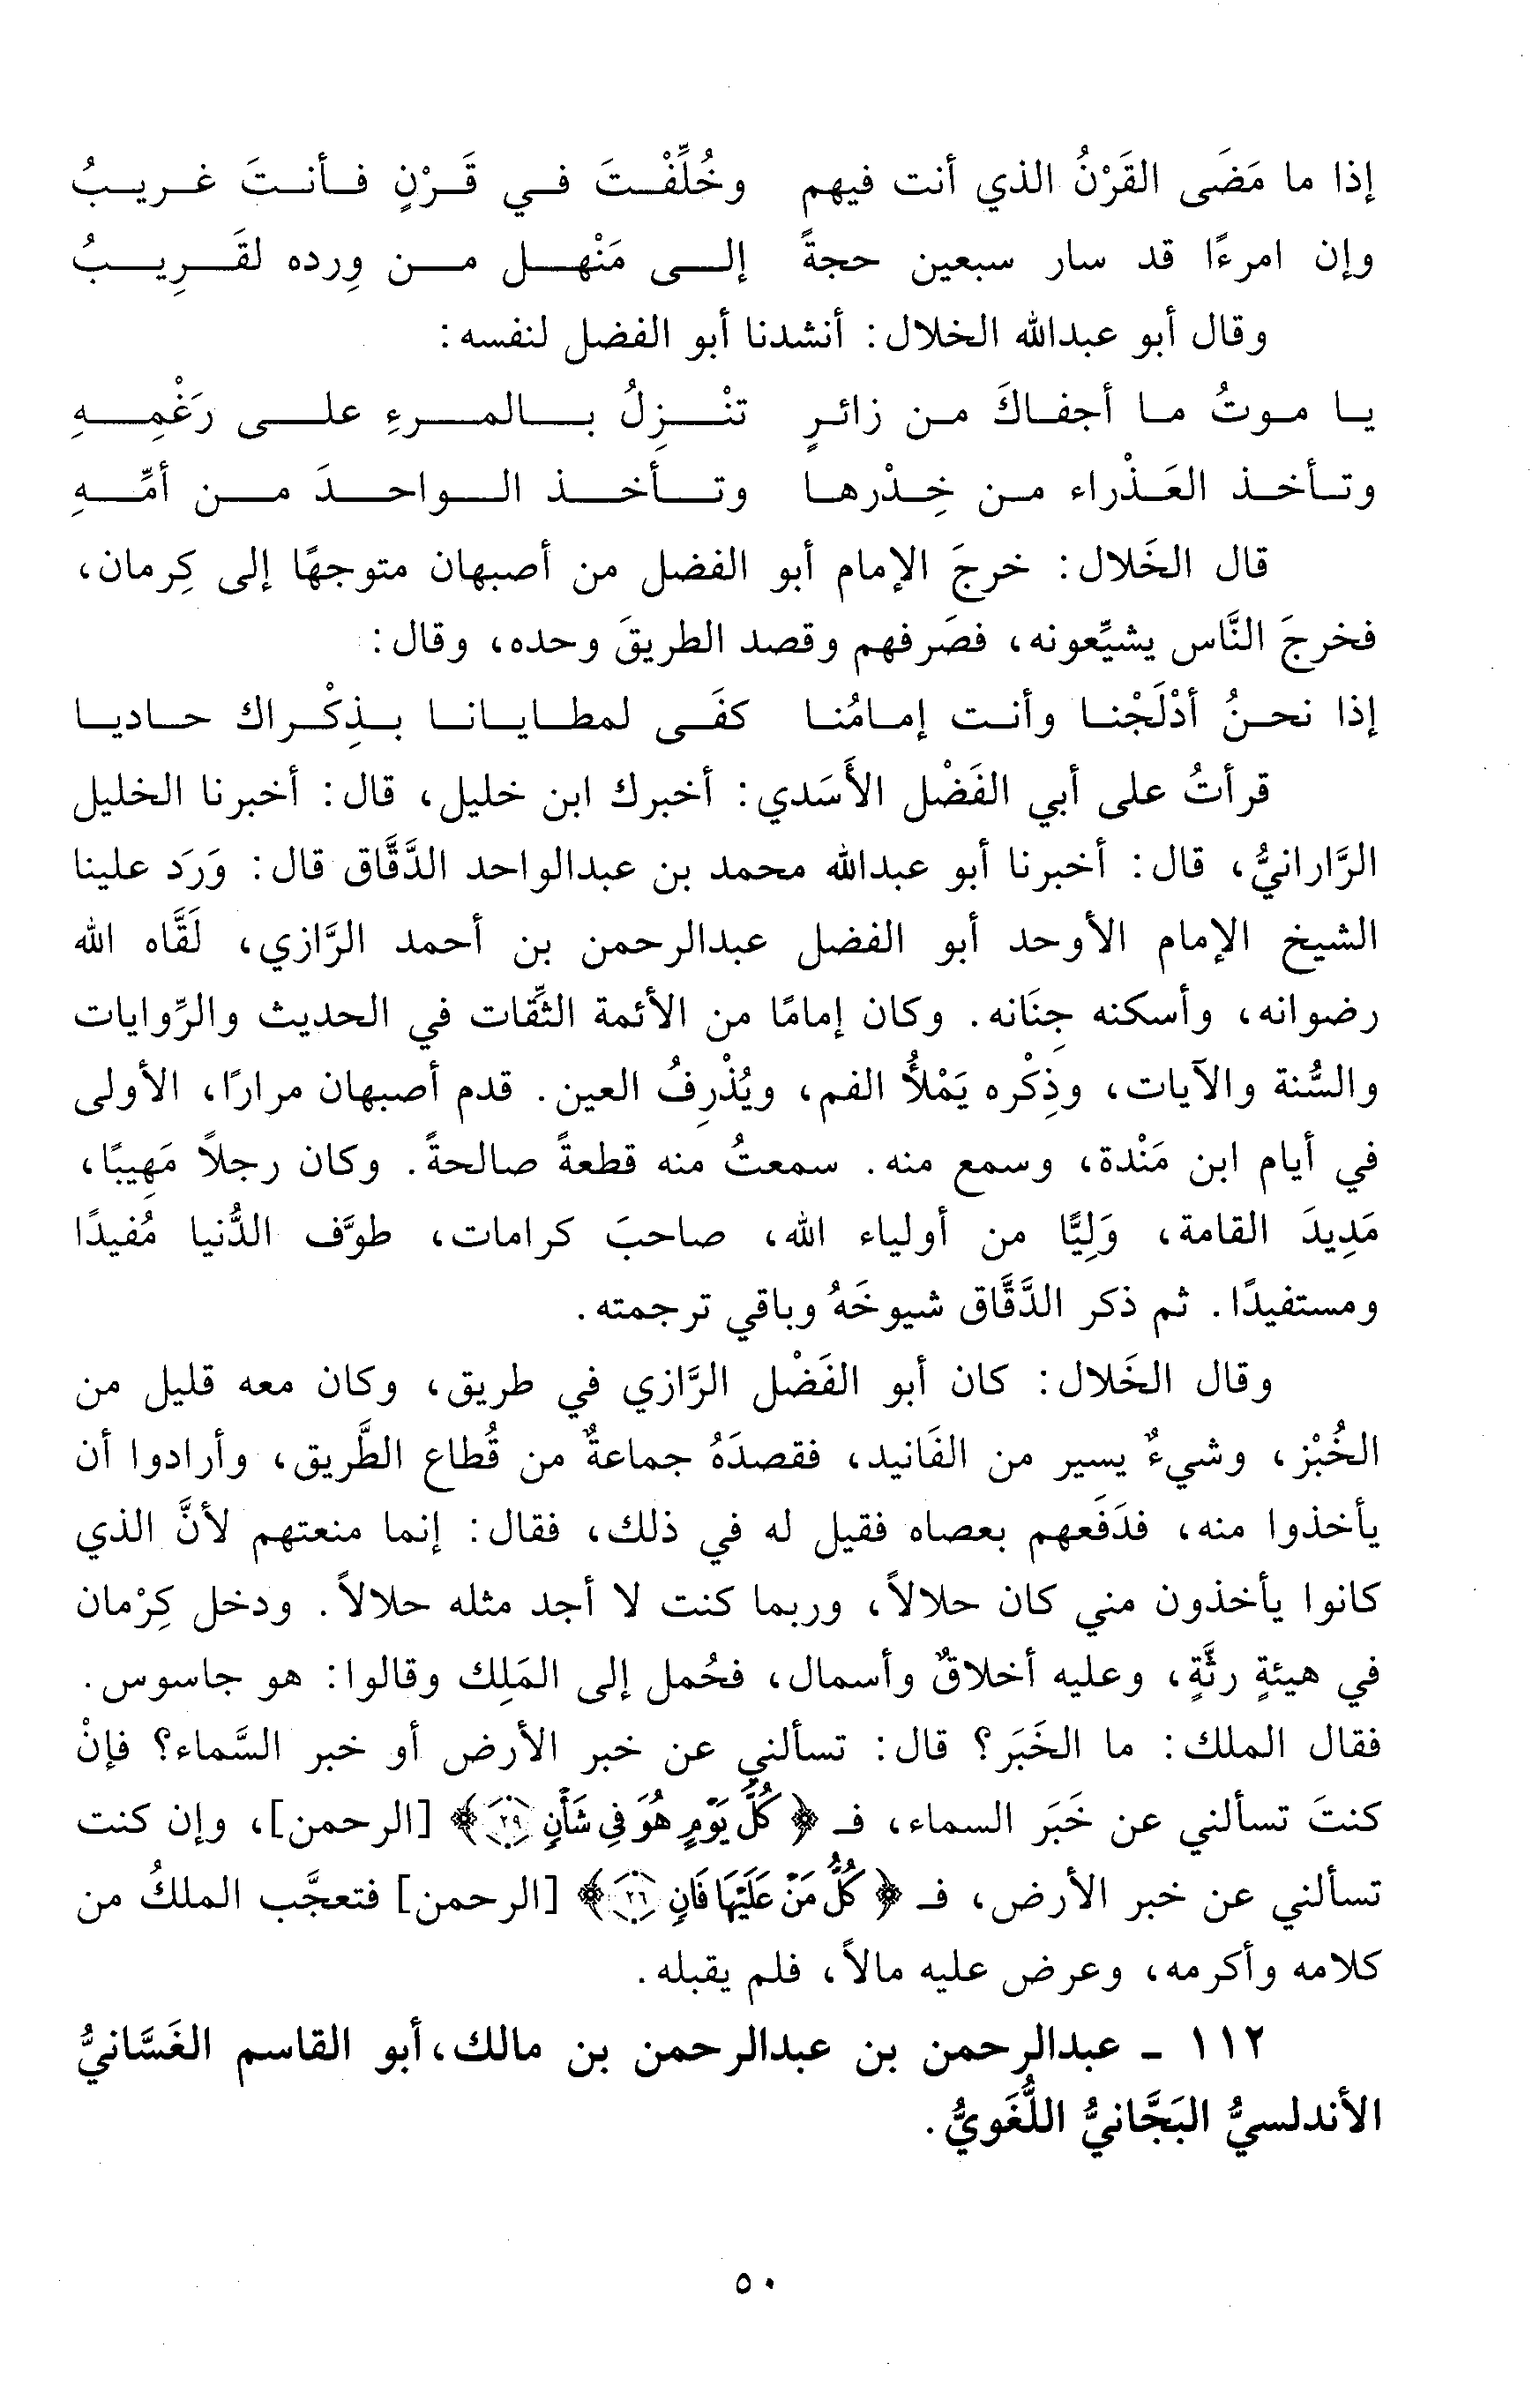 إذا ما مَضَى القَرْنُ الذي أنت فيهم وخُلِّفْتَ في قَرْنٍ فأنتَ غريبُ
وإن امرءًا قد سار سبعين حجةً إلى مَنْهل من وِرده لقَرِيبُ
وقال أبو عبدالله الخلال: أنشدنا أبو الفضل لنفسه:
يا موتُ ما أجفاكَ من زائرٍ تنْزِلُ بالمرءِ على رَغْمِهِ
وتأخذ العَذْراء من خِدْرها وتأخذ الواحدَ من أمِّهِ
قال الخَلال: خرجَ الإمام أبو الفضل من أصبهان متوجهًا إلى كِرمان،
فخرجَ النَّاس يشيِّعونه، فصَرفهم وقصد الطريقَ وحده، وقال:
إذا نحنُ أدْلَجْنا وأنت إمامُنا كفَى لمطايانا بذِكْراك حاديا
قرأتُ على أبي الفَضْل الأَسَدي: أخبرك ابن خليل، قال: أخبرنا الخليل
الرَّارانيُّ، قال: أخبرنا أبو عبدالله محمد بن عبدالواحد الدَّقَّاق قال: وَرَد علينا
الشيخ الإمام الأوحد أبو الفضل عبدالرحمن بن أحمد الرَّازي، لَقَّاه الله
رضوانه، وأسكنه جِنَانه. وكان إمامًا من الأئمة الثِّقات في الحديث والرِّوايات
والسُّنة والآيات، وذِكْره يَمْلأُ الفم، ويُذْرِفُ العين. قدم أصبهان مرارًا، الأولى
في أيام ابن مَنْدة، وسمع منه. سمعتُ منه قطعةً صالحةً. وكان رجلاً مَهِيبًا،
مَدِيدَ القامة، وَلِيًّا من أولياء الله، صاحبَ كرامات، طوَّف الدُّنيا مُفيدًا
ومستفيدًا. ثم ذكر الدَّقَّاق شيوخَهُ وباقي ترجمته.
وقال الخَلال: كان أبو الفَضْل الرَّازي في طريق، وكان معه قليل من
الخُبْز، وشيءٌ يسير من الفَانيد، فقصدَهُ جماعةٌ من قُطاع الطَّريق، وأرادوا أن
يأخذوا منه، فدَفَعهم بعصاه فقيل له في ذلك، فقال: إنما منعتهم لأنَّ الذي
كانوا يأخذون مني كان حلالاً، وربما كنت لا أجد مثله حلالاً. ودخل كِرْمان
في هيئةٍ رثَّةٍ، وعليه أخلاقٌ وأسمال، فحُمل إلى المَلِك وقالوا: هو جاسوس.
فقال الملك: ما الخَبَر؟ قال: تسألني عن خبر الأرض أو خبر السَّماء؟ فإنْ
كنتَ تسألني عن خَبَر السماء، فـ ﴿ كُلَّ يَوْمٍ هُوَ فِي شَأْنٍ ٢٩﴾ [الرحمن]، وإن كنت
تسألني عن خبر الأرض، فـ ﴿ كُلُّ مَنْ عَلَيْهَا فَانٍ ٢٦﴾ [الرحمن] فتعجَّب الملكُ من
كلامه وأكرمه، وعرض عليه مالاً، فلم يقبله.
١١٢ - عبدالرحمن بن عبدالرحمن بن مالك، أبو القاسم الغَسَّانيُّ
الأندلسيُّ البَجَّانيُّ اللُّغَويُّ.
٥٠